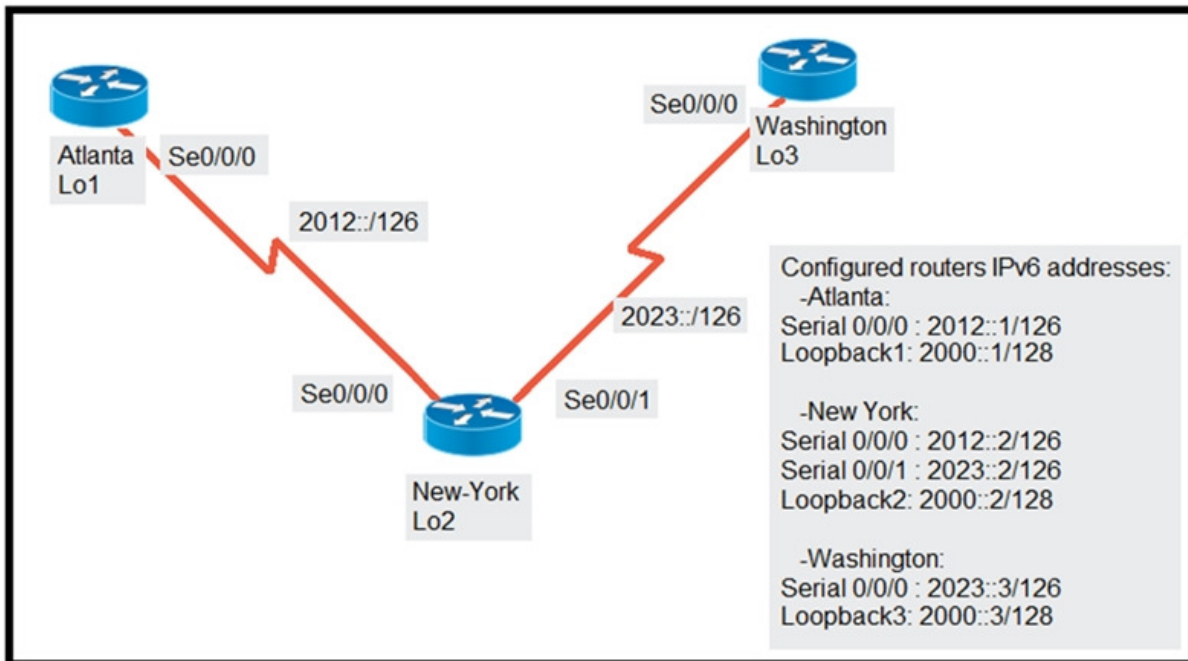 Atlanta
Lo1
Se0/0/0
Se0/0/0
Washington
Lo3
2012::/126
2023::/126
Se0/0/0
Se0/0/1
New-York
Lo2
Configured routers IPv6 addresses:
-Atlanta:
Serial 0/0/0 : 2012::1/126
Loopback1: 2000::1/128
-New York:
Serial 0/0/0 : 2012::2/126
Serial 0/0/1 : 2023::2/126
Loopback2: 2000::2/128
-Washington:
Serial 0/0/0 : 2023::3/126
Loopback3: 2000::3/128